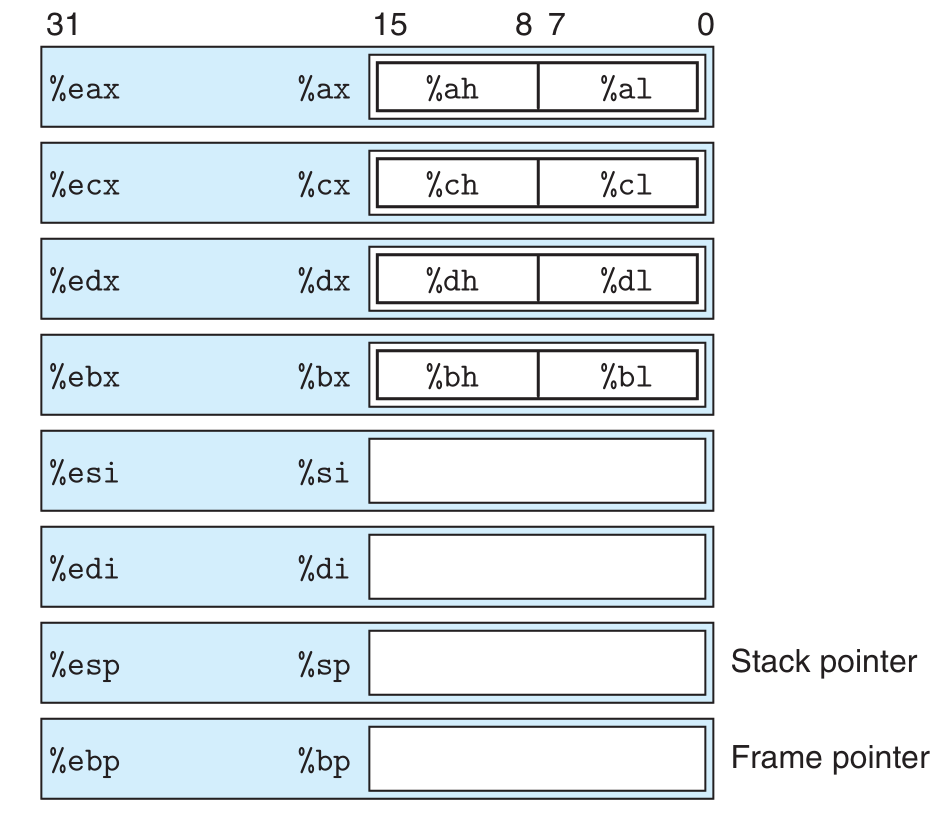 31 15 8 7 0
%eax %ax %ah %al
%ecx %cx %ch %cl
%edx %dx %dh %dl
%ebx %bx %bh %bl
%esi %si
%edi %di
%esp %sp Stack pointer
%ebp %bp Frame pointer